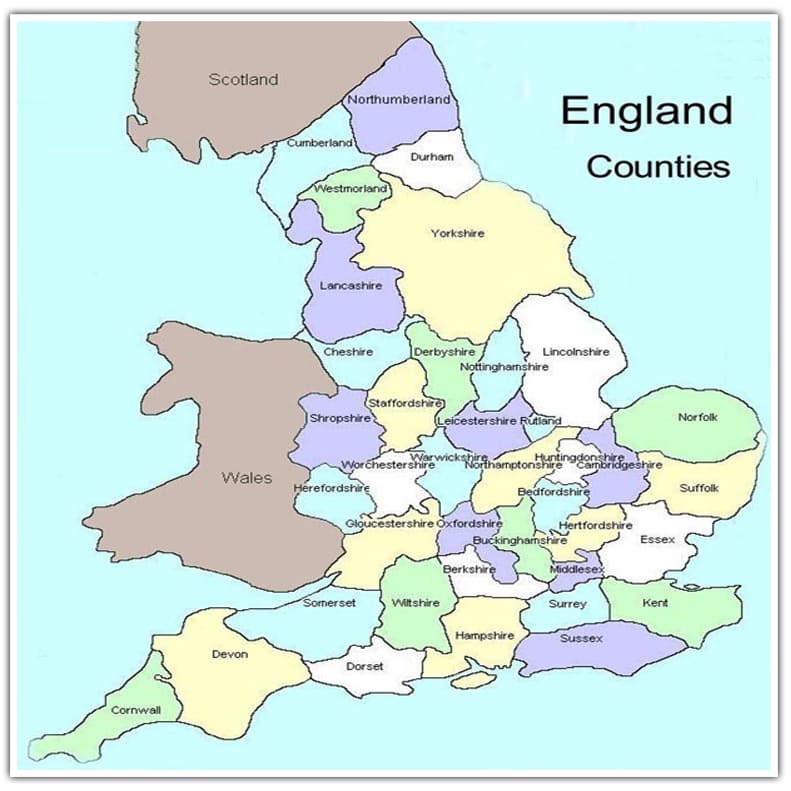 Scotland
Northumberland
England
Counties
Cumberland
Durham
Westmorland
Yorkshire
Lancashire
Cheshire
Derbyshire
Lincolnshire
Nottinghamshire
Staffordshire
Shropshire
Leicestershire
Rutland
Norfolk
Warwickshire
Huntingdonshire
Worchestershire
Northamptonshire
Cambridgeshire
Wales
Herefordshire
Bedfordshire
Suffolk
Gloucestershire
Oxfordshire
Hertfordshire
Buckinghamshire
Essex
Berkshire
Middlesex
Somerset
Wiltshire
Surrey
Kent
Hampshire
Sussex
Devon
Dorset
Cornwall